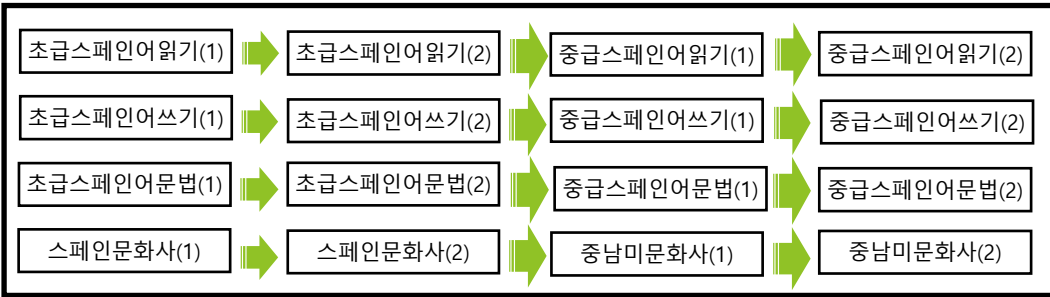 초급스페인어읽기(1) 초급스페인어읽기(2) 중급스페인어읽기(1) 중급스페인어읽기(2)
초급스페인어쓰기(1) 초급스페인어쓰기(2) 중급스페인어쓰기(1) 중급스페인어쓰기(2)
초급스페인어문법(1) 초급스페인어문법(2) 중급스페인어문법(1) 중급스페인어문법(2)
스페인문화사(1) 스페인문화사(2) 중남미문화사(1) 중남미문화사(2)